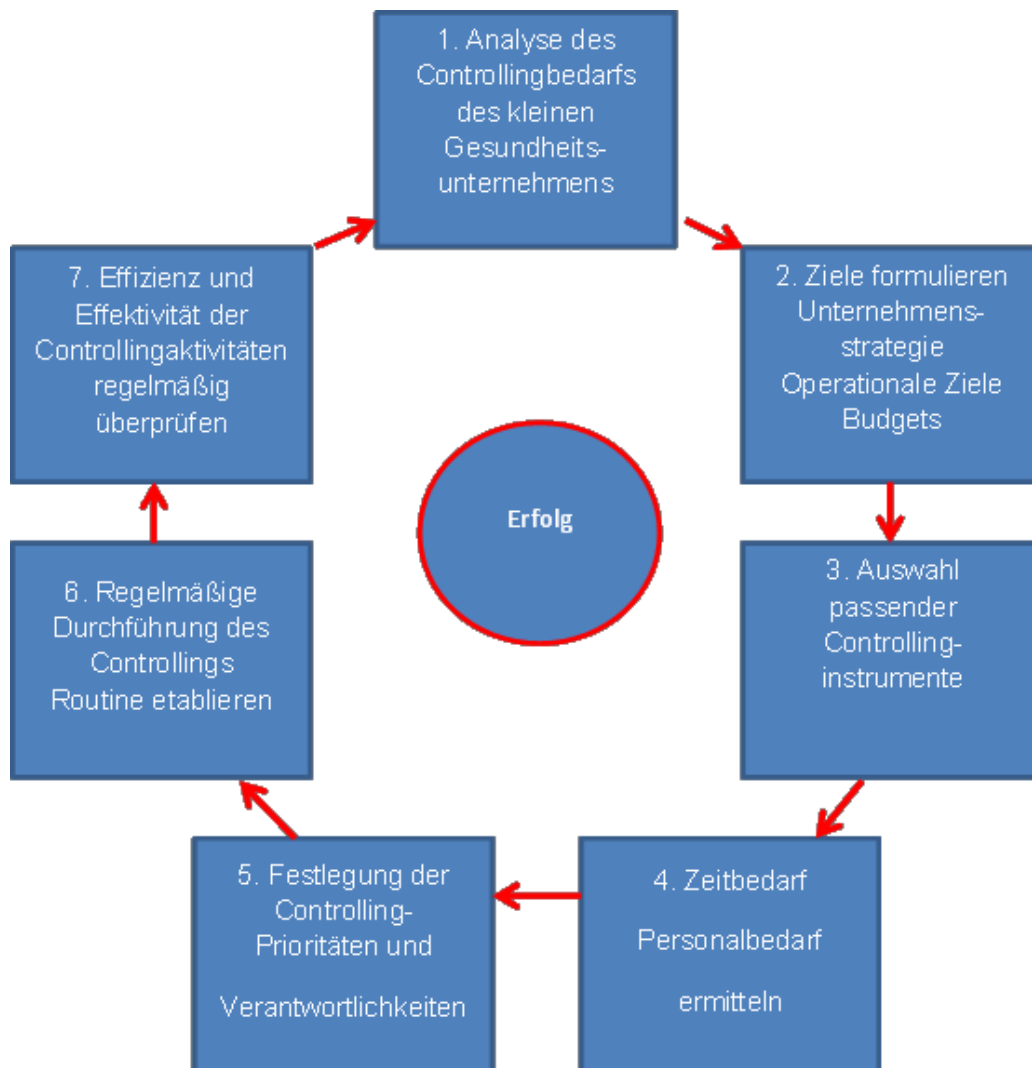 1. Analyse des
Controllingbedarfs
des kleinen
Gesundheits-
unternehmens
2. Ziele formulieren
Unternehmens-
strategie
Operationale Ziele
Budgets
3. Auswahl
passender
Controlling-
instrumente
4. Zeitbedarf
Personalbedarf
ermitteln
5. Festlegung der
Controlling-
Prioritäten und
Verantwortlichkeiten
6. Regelmäßige
Durchführung des
Controllings
Routine etablieren
7. Effizienz und
Effektivität der
Controllingaktivitäten
regelmäßig
überprüfen
Erfolg